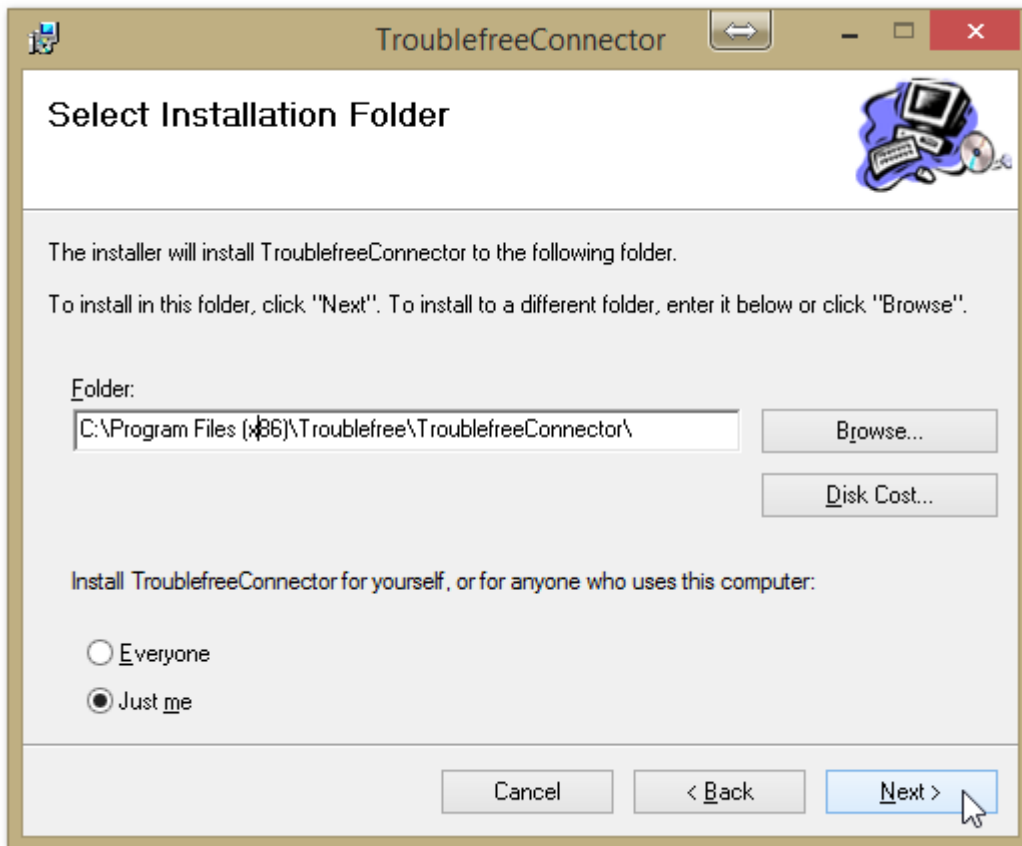 TroublefreeConnector
Select Installation Folder
The installer will install TroublefreeConnector to the following folder.
To install in this folder, click "Next". To install to a different folder, enter it below or click "Browse".
Folder:
C:\Program Files (x86)\Troublefree\TroublefreeConnector\
Browse...
Disk Cost...
Install TroublefreeConnector for yourself, or for anyone who uses this computer:
Everyone
Just me
Cancel
< Back
Next >